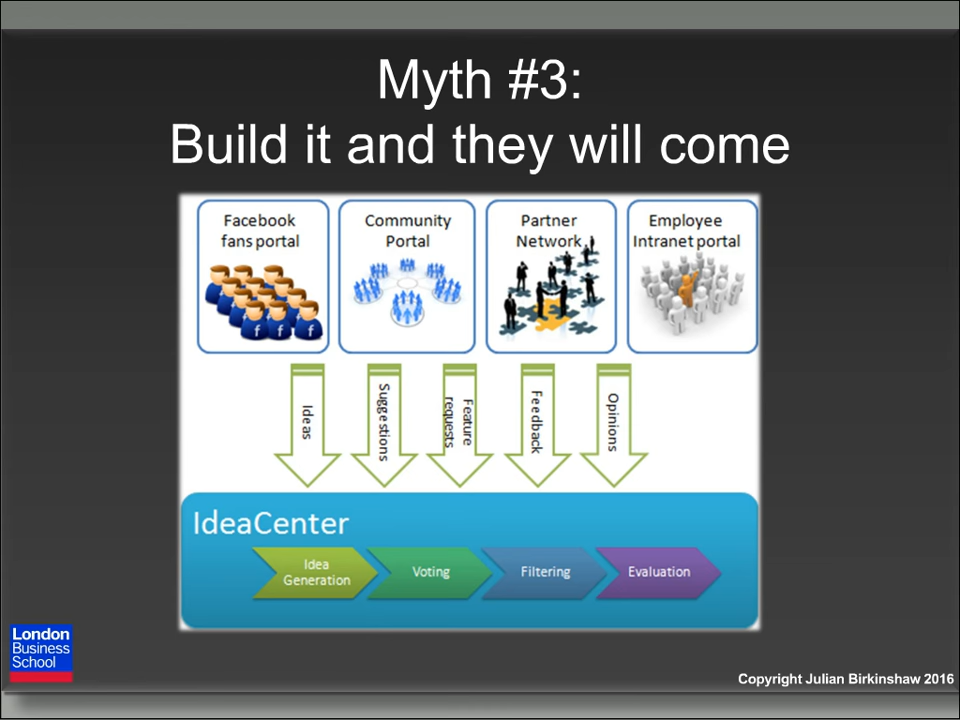 Myth #3:
Build it and they will come
Facebook
fans portal
Community
Portal
Partner
Network
Employee
Intranet portal
f f f
Ideas
Suggestions
Feature
requests
Feedback
Opinions
IdeaCenter
Idea
Generation
Voting
Filtering
Evaluation
London
Business
School
Copyright Julian Birkinshaw 2016